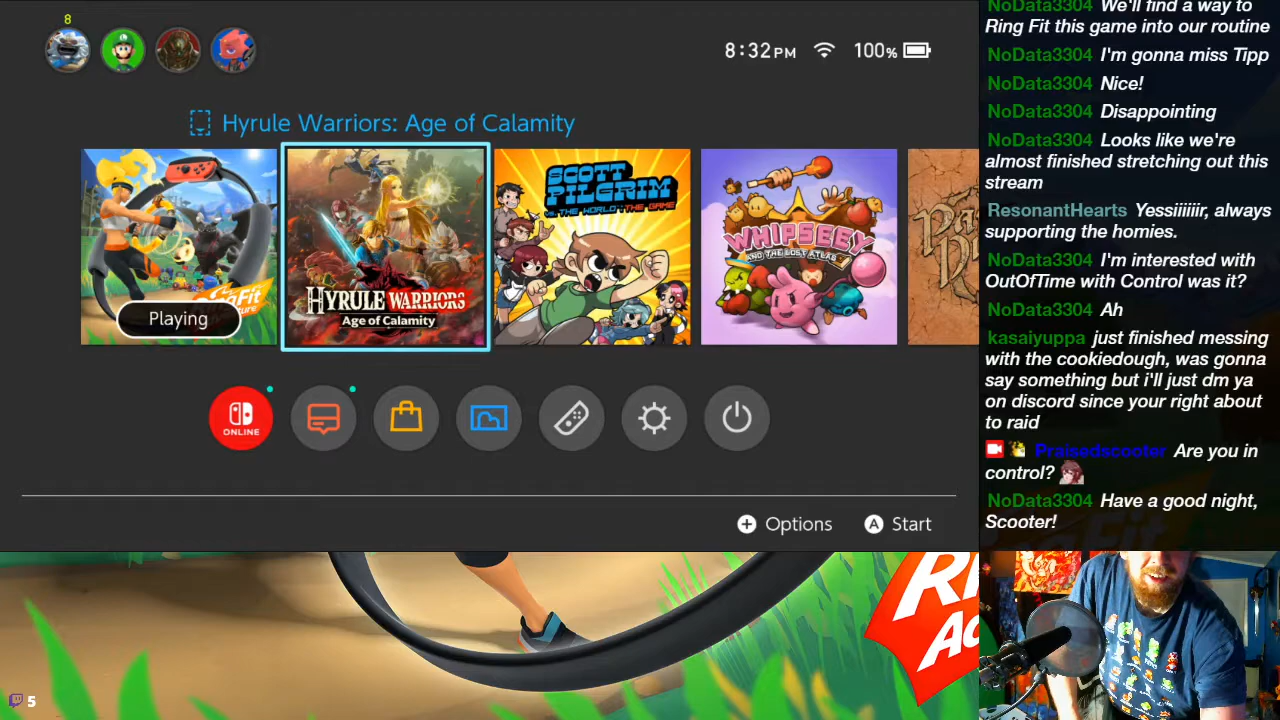 8
8:32 PM
100%
Hyrule Warriors: Age of Calamity
Playing
HYRULE WARRIORS
Age of Calamity
SCOTT
PILGRIM
VS. THE WORLD THE GAME
WHIPSEEY
AND THE LOST ATLAS
ONLINE
+ Options
A Start
5
NoData3304 We'll find a way to
Ring Fit this game into our routine
NoData3304 I'm gonna miss Tipp
NoData3304 Nice!
NoData3304 Disappointing
NoData3304 Looks like we're
almost finished stretching out this
stream
ResonantHearts Yessiiiiiir, always
supporting the homies.
NoData3304 I'm interested with
OutOfTime with Control was it?
NoData3304 Ah
kasaiyuppa just finished messing
with the cookiedough, was gonna
say something but i'll just dm ya
on discord since your right about
to raid
Praisedscooter Are you in
control?
NoData3304 Have a good night,
Scooter!